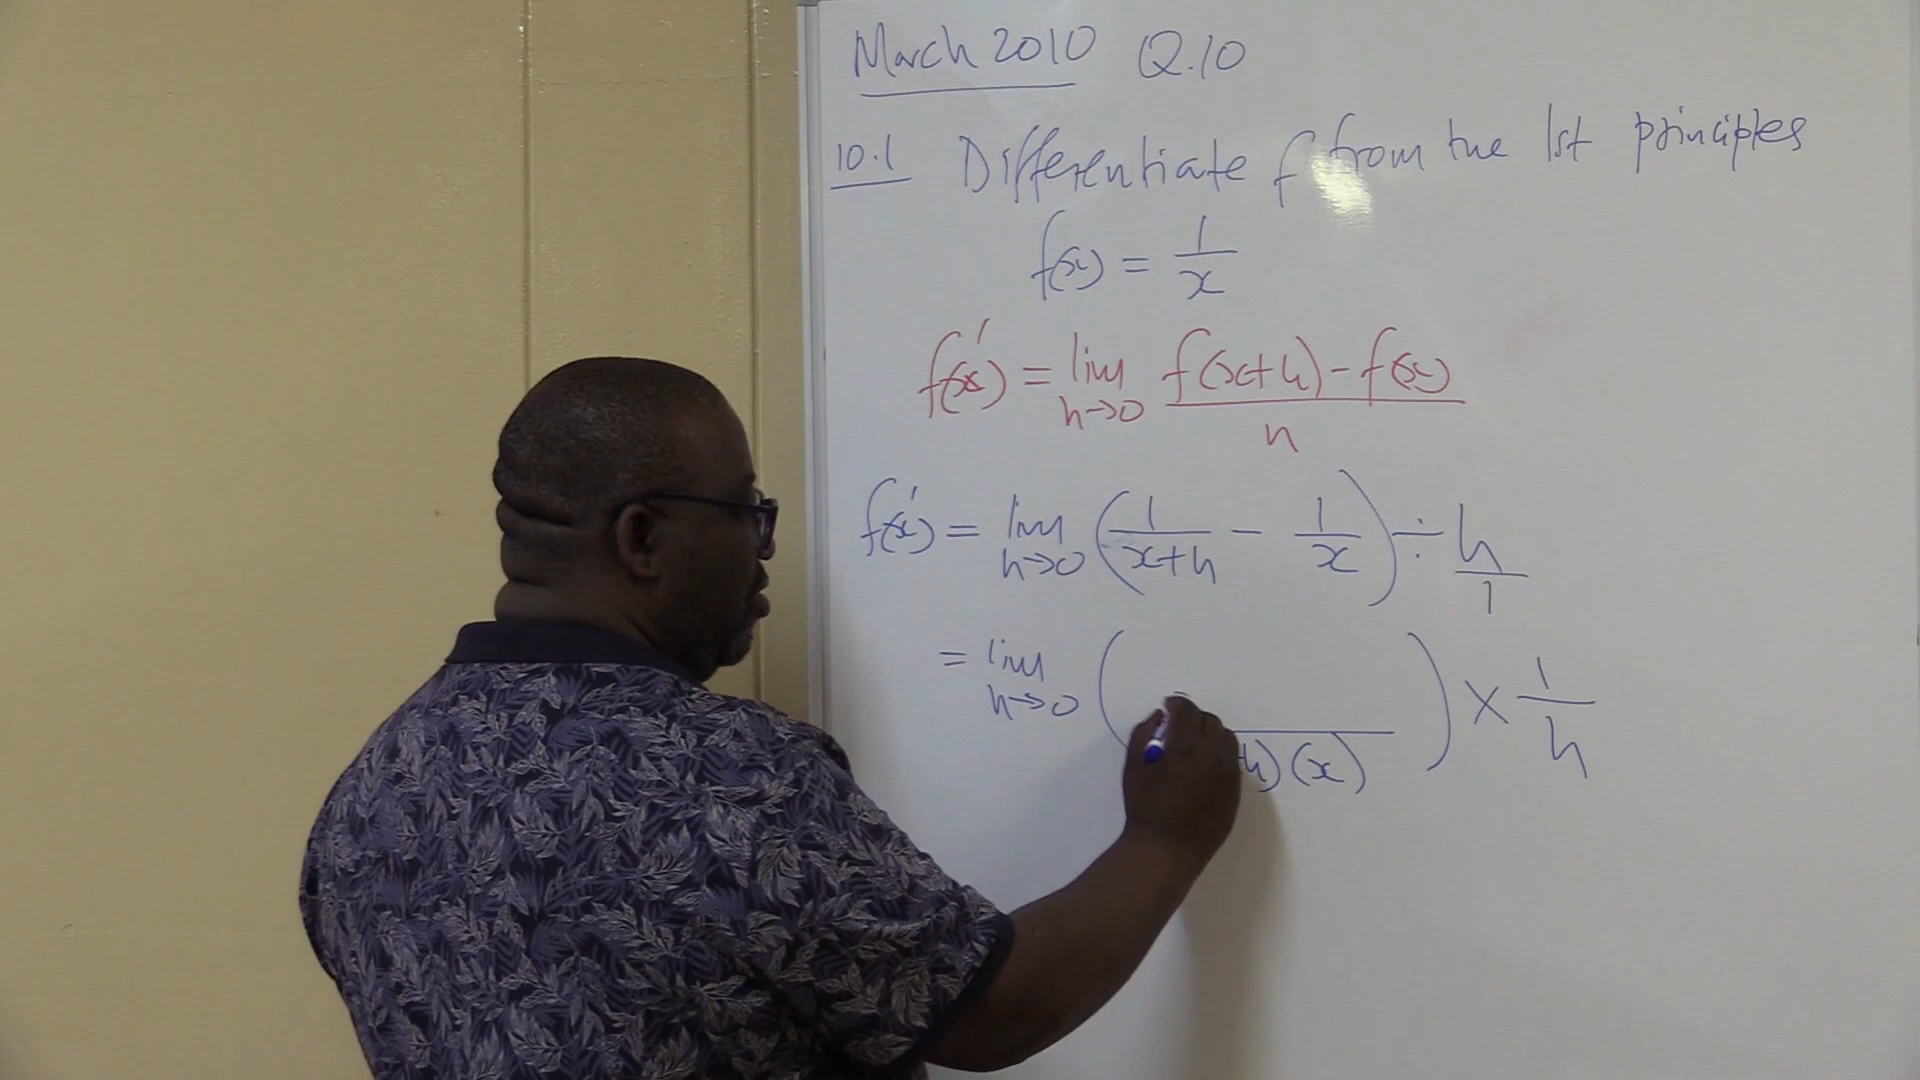 March 2010 Q.10
10.1 Differentiate f from the 1st principles
f(x) = 1/x
f'(x) = lim h→0 (f(x+h) - f(x))/h
f'(x) = lim h→0 (1/(x+h) - 1/x) ÷ h/1
= lim h→0 ( /( +h)(x)) × 1/h